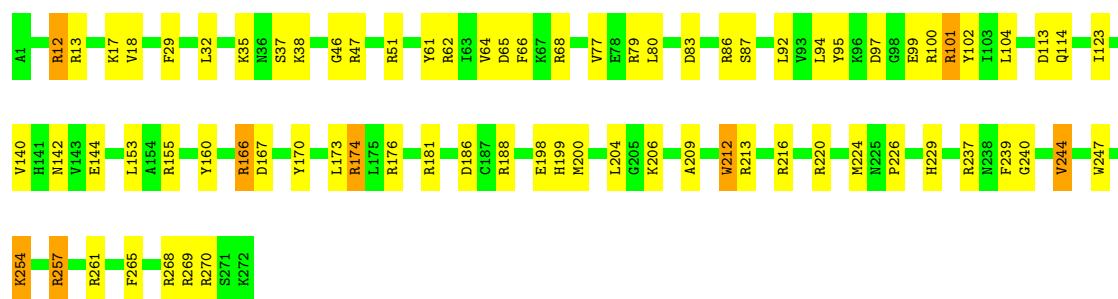 A1 R12 R13 K17 V18 F29 L32 K35 N36 S37 K38 G46 R47 R51 Y61 R62 I63 V64 D65 F66 K67 R68 V77 E78 R79 L80 D83 R86 S87 L92 V93 L94 Y95 K96 D97 G98 E99 R100 R101 Y102 I103 L104 D113 Q114 I123
V140 H141 N142 V143 E144 L153 A154 R155 Y160 R166 D167 Y170 L173 R174 L175 R176 R181 D186 C187 R188 E198 H199 M200 L204 G205 K206 A209 W212 R213 R216 R220 M224 N225 P226 H229 R237 N238 F239 G240 V244 W247
K254 R257 R261 F265 R268 R269 R270 S271 K272